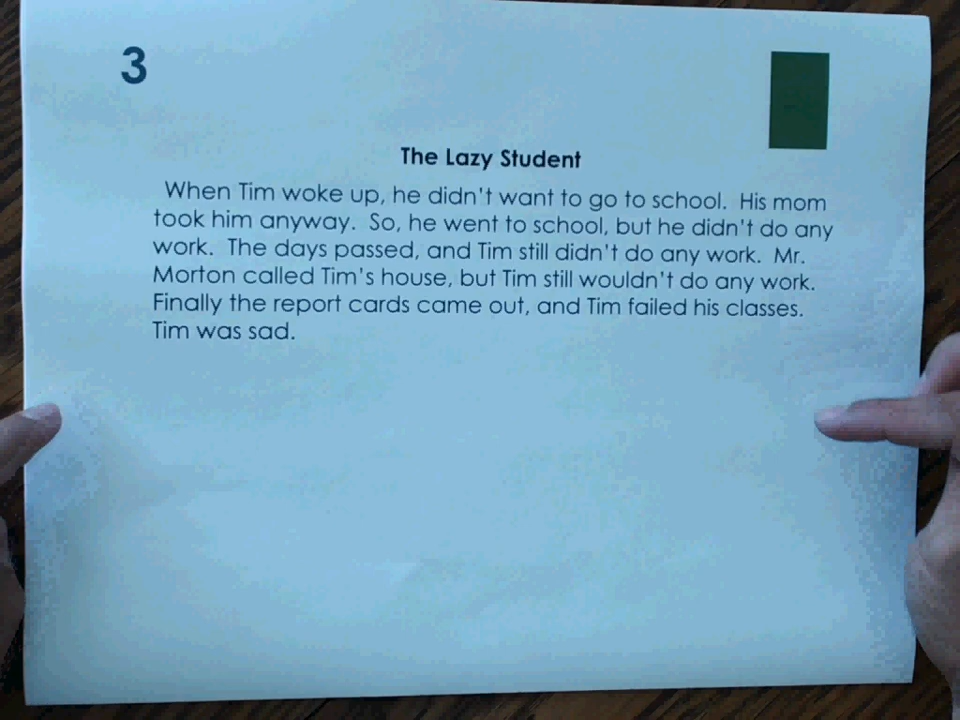 3
The Lazy Student
When Tim woke up, he didn't want to go to school. His mom
took him anyway. So, he went to school, but he didn't do any
work. The days passed, and Tim still didn't do any work. Mr.
Morton called Tim's house, but Tim still wouldn't do any work.
Finally the report cards came out, and Tim failed his classes.
Tim was sad.